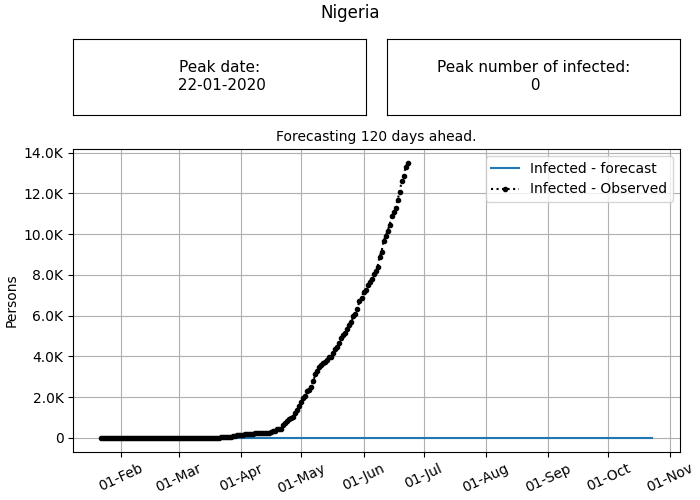 Nigeria
Peak date:
22-01-2020
Peak number of infected:
0
Forecasting 120 days ahead.
14.0K
12.0K
10.0K
8.0K
6.0K
4.0K
2.0K
0
Persons
Infected - forecast
Infected - Observed
01-Feb
01-Mar
01-Apr
01-May
01-Jun
01-Jul
01-Aug
01-Sep
01-Oct
01-Nov